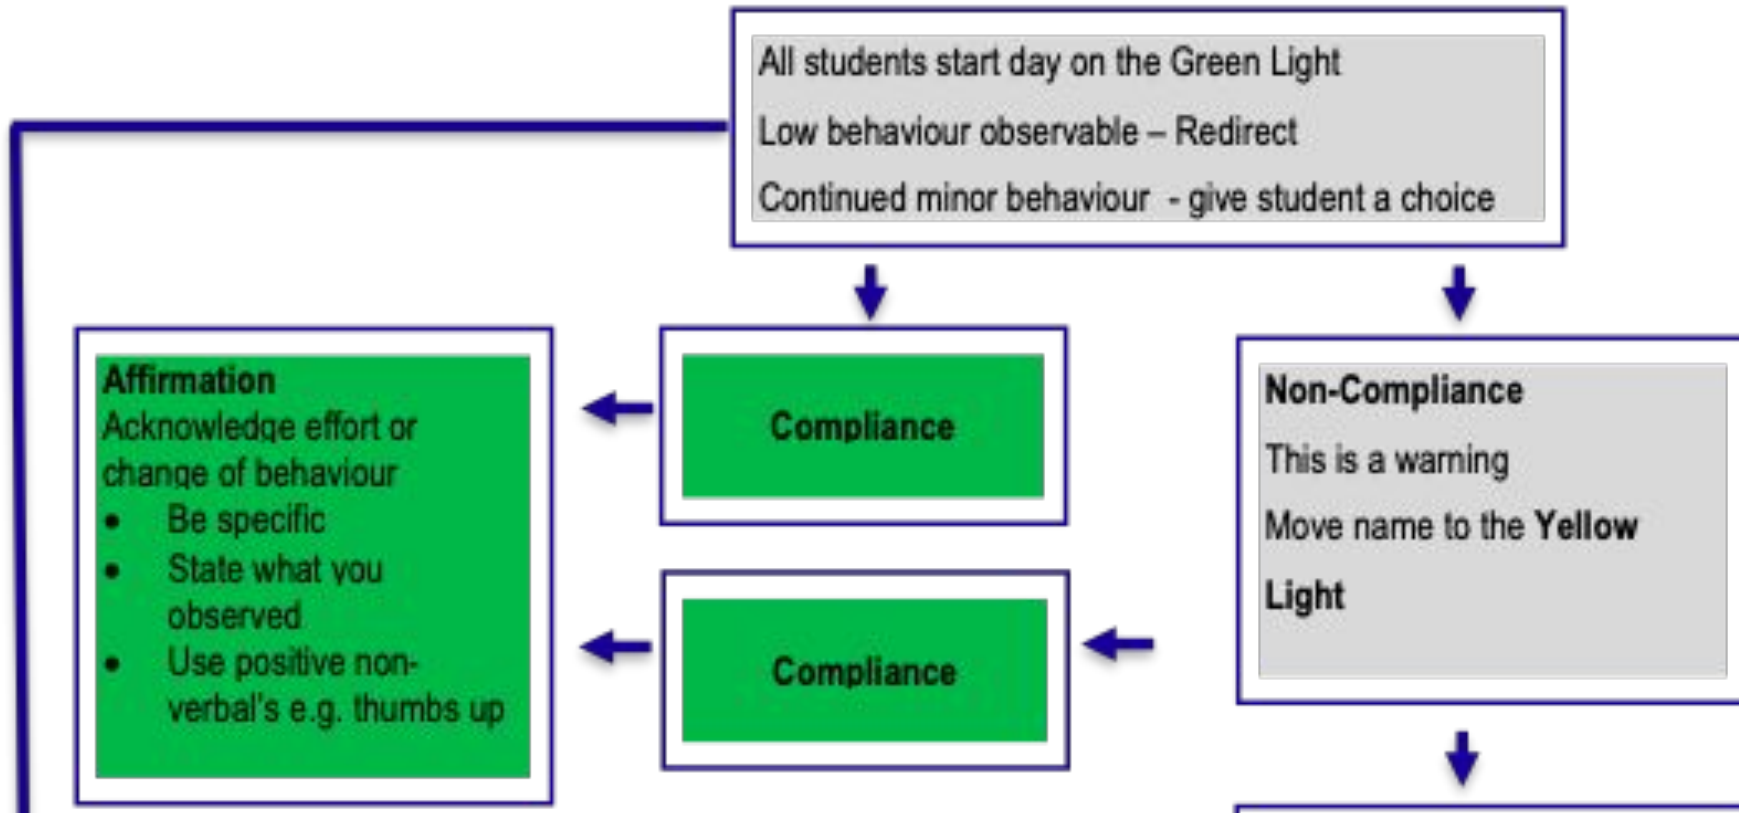 All students start day on the Green Light
Low behaviour observable – Redirect
Continued minor behaviour - give student a choice
Affirmation
Acknowledge effort or
change of behaviour
• Be specific
• State what you
observed
• Use positive non-
verbal's e.g. thumbs up
Compliance
Compliance
Non-Compliance
This is a warning
Move name to the Yellow
Light